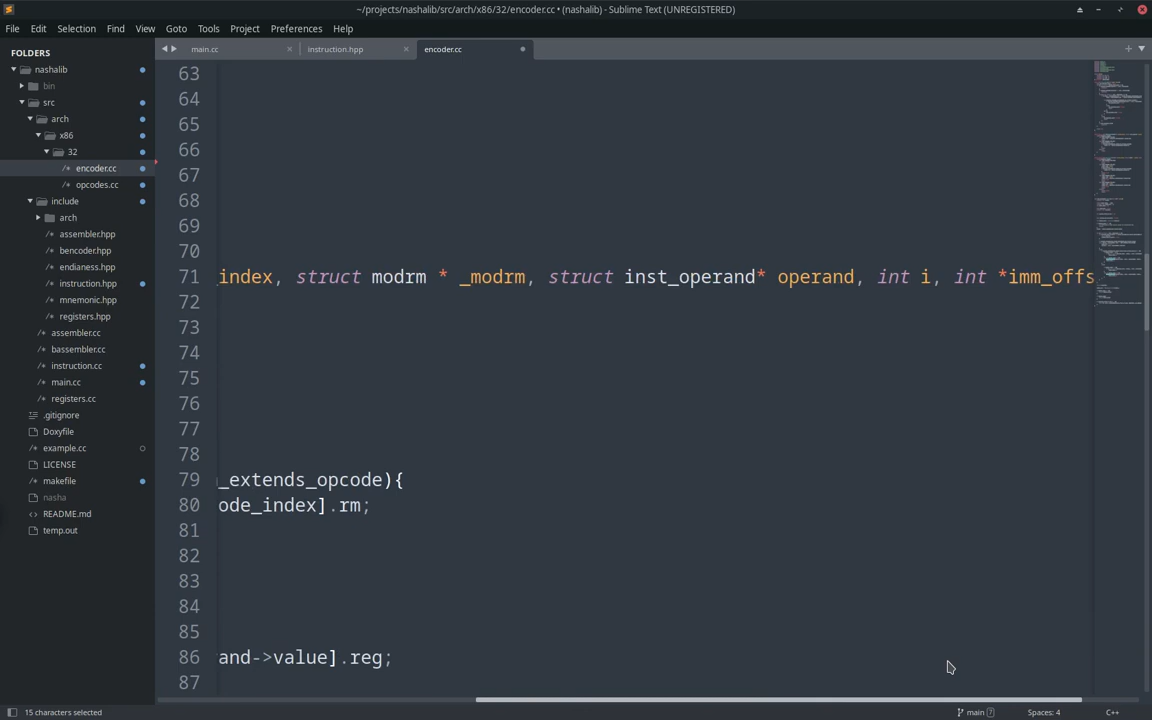 ~/projects/nashalib/src/arch/x86/32/encoder.cc • (nashalib) - Sublime Text (UNREGISTERED)
File Edit Selection Find View Goto Tools Project Preferences Help
FOLDERS
nashalib
bin
src
arch
x86
32
/* encoder.cc
/* opcodes.cc
include
arch
/* assembler.hpp
/* bencoder.hpp
/* endianess.hpp
/* instruction.hpp
/* mnemonic.hpp
/* registers.hpp
/* assembler.cc
/* bassembler.cc
/* instruction.cc
/* main.cc
/* registers.cc
.gitignore
Doxyfile
/* example.cc
LICENSE
/* makefile
nasha
README.md
temp.out
main.cc instruction.hpp encoder.cc
63
64
65
66
67
68
69
70
71 _index, struct modrm * _modrm, struct inst_operand* operand, int i, int *imm_offs
72
73
74
75
76
77
78
79 _extends_opcode){
80 ode_index].rm;
81
82
83
84
85
86 and->value].reg;
87
15 characters selected
main 7
Spaces: 4
C++